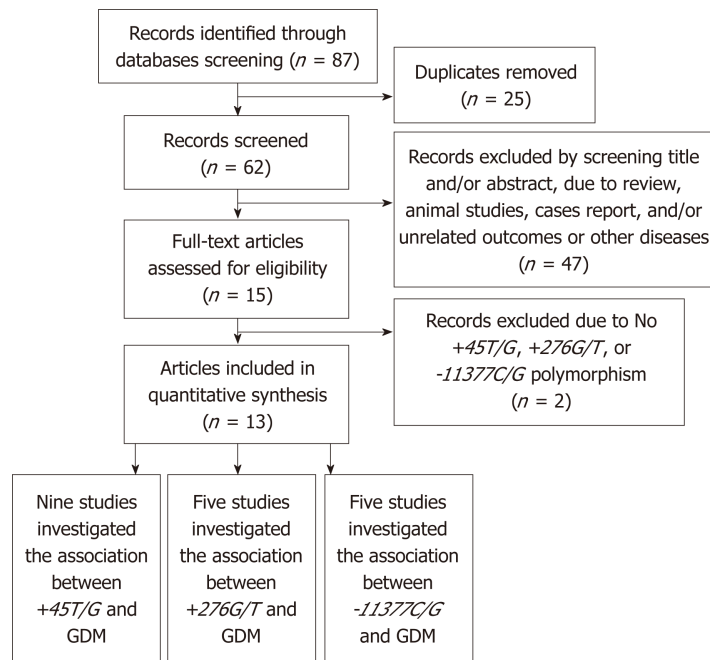 Records identified through
databases screening (n = 87)
Duplicates removed
(n = 25)
Records screened
(n = 62)
Records excluded by screening title
and/or abstract, due to review,
animal studies, cases report, and/or
unrelated outcomes or other diseases
(n = 47)
Full-text articles
assessed for eligibility
(n = 15)
Records excluded due to No
+45T/G, +276G/T, or
-11377C/G polymorphism
(n = 2)
Articles included in
quantitative synthesis
(n = 13)
Nine studies
investigated
the association
between
+45T/G and
GDM
Five studies
investigated
the association
between
+276G/T and
GDM
Five studies
investigated
the association
between
-11377C/G
and GDM